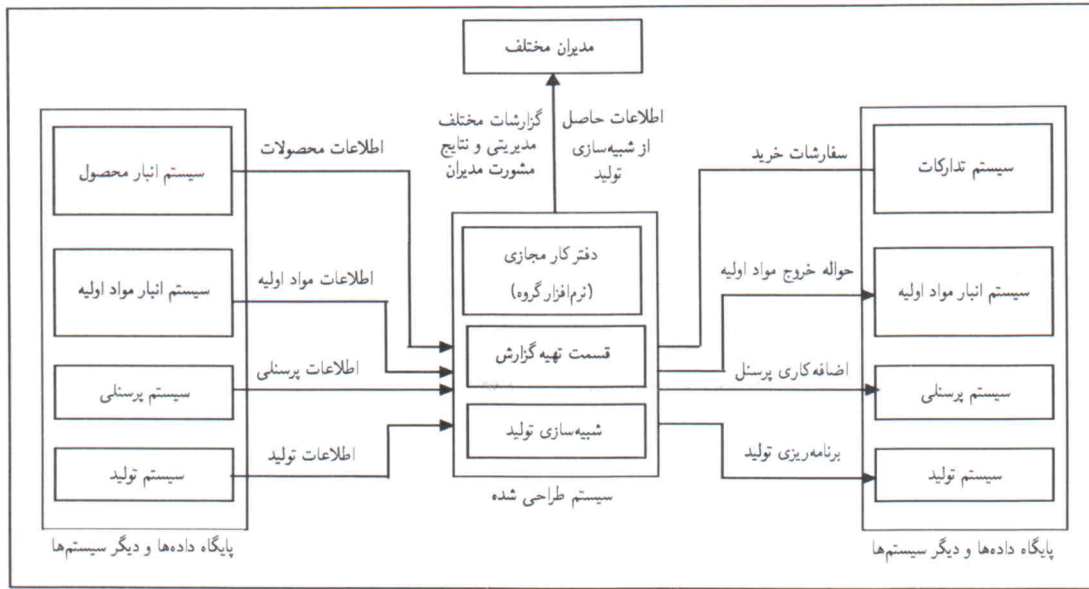 مدیران مختلف
اطلاعات حاصل
از شبیه‌سازی
تولید
گزارشات مختلف
مدیریتی و نتایج
مشورت مدیران
سیستم تدارکات
سیستم انبار مواد اولیه
سیستم پرسنلی
سیستم تولید
پایگاه داده‌ها و دیگر سیستم‌ها
سفارشات خرید
حواله خروج مواد اولیه
اضافه‌کاری پرسنل
برنامه‌ریزی تولید
دفتر کار مجازی
(نرم‌افزار گروه)
قسمت تهیه گزارش
شبیه‌سازی تولید
سیستم طراحی شده
اطلاعات محصولات
اطلاعات مواد اولیه
اطلاعات پرسنلی
اطلاعات تولید
سیستم انبار محصول
سیستم انبار مواد اولیه
سیستم پرسنلی
سیستم تولید
پایگاه داده‌ها و دیگر سیستم‌ها